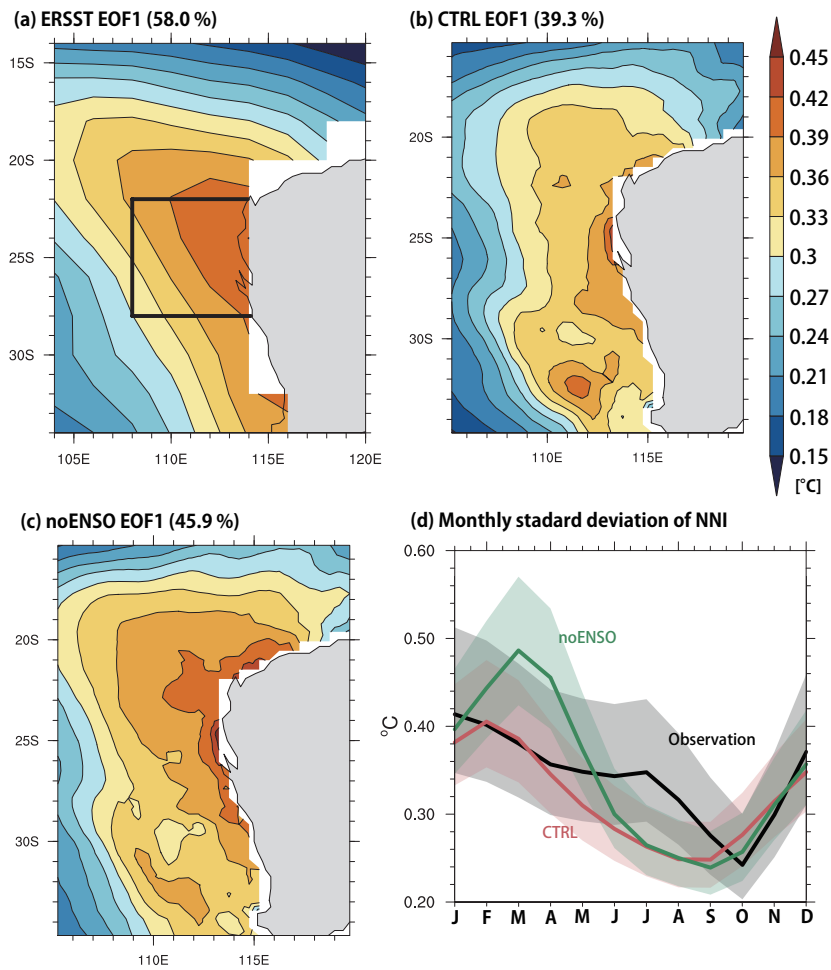 (a) ERSST EOF1 (58.0 %)
15S
20S
25S
30S
105E 110E 115E 120E
(b) CTRL EOF1 (39.3 %)
15S
20S
25S
30S
110E 115E
0.45
0.42
0.39
0.36
0.33
0.3
0.27
0.24
0.21
0.18
0.15
[°C]
(c) noENSO EOF1 (45.9 %)
20S
25S
30S
110E 115E
(d) Monthly stadard deviation of NNI
0.60
0.50
0.40
0.30
0.20
°C
noENSO
Observation
CTRL
J F M A M J J A S O N D